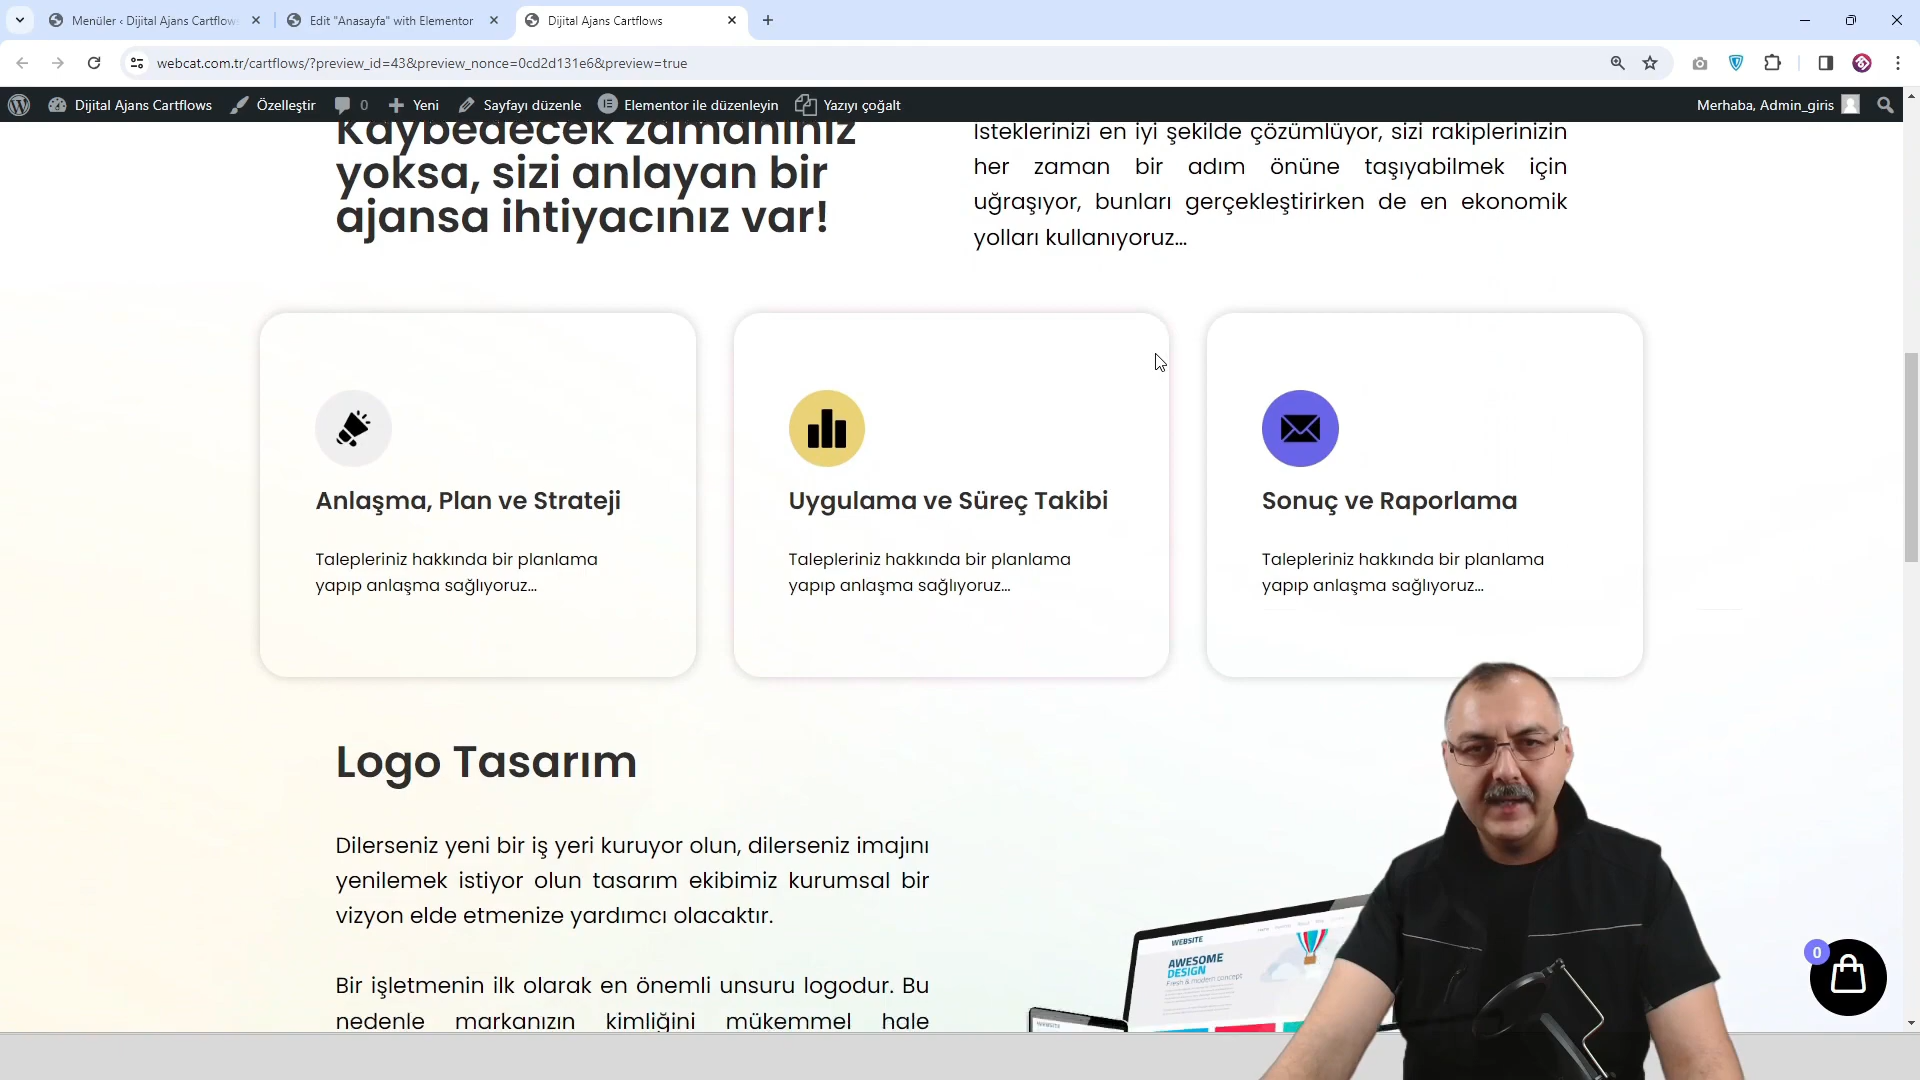 Menüler ‹ Dijital Ajans Cartflows
Edit "Anasayfa" with Elementor
Dijital Ajans Cartflows
webcat.com.tr/cartflows/?preview_id=43&preview_nonce=0cd2d131e6&preview=true
Dijital Ajans Cartflows
Özelleştir
0
Yeni
Sayfayı düzenle
Elementor ile düzenleyin
Yazıyı çoğalt
Merhaba, Admin_giris
Kaybedecek zamanınız
yoksa, sizi anlayan bir
ajansa ihtiyacınız var!
İsteklerinizi en iyi şekilde çözümlüyor, sizi rakiplerinizin
her zaman bir adım önüne taşıyabilmek için
uğraşıyor, bunları gerçekleştirirken de en ekonomik
yolları kullanıyoruz...
Anlaşma, Plan ve Strateji
Talepleriniz hakkında bir planlama
yapıp anlaşma sağlıyoruz...
Uygulama ve Süreç Takibi
Talepleriniz hakkında bir planlama
yapıp anlaşma sağlıyoruz...
Sonuç ve Raporlama
Talepleriniz hakkında bir planlama
yapıp anlaşma sağlıyoruz...
Logo Tasarım
Dilerseniz yeni bir iş yeri kuruyor olun, dilerseniz imajını
yenilemek istiyor olun tasarım ekibimiz kurumsal bir
vizyon elde etmenize yardımcı olacaktır.
Bir işletmenin ilk olarak en önemli unsuru logodur. Bu
nedenle markanızın kimliğini mükemmel hale
WEBSITE
AWESOME
DESIGN
Fresh & modern concept
WEBSITE
0